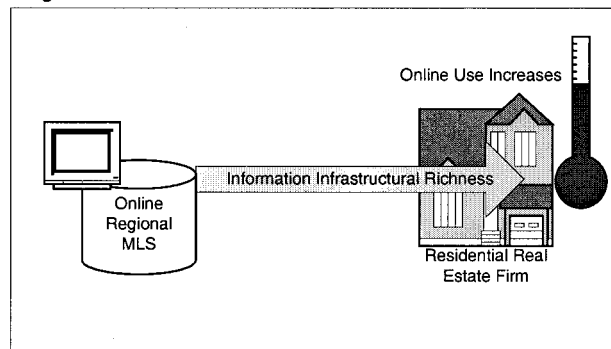 Online Use Increases
Information Infrastructural Richness
Online
Regional
MLS
Residential Real
Estate Firm